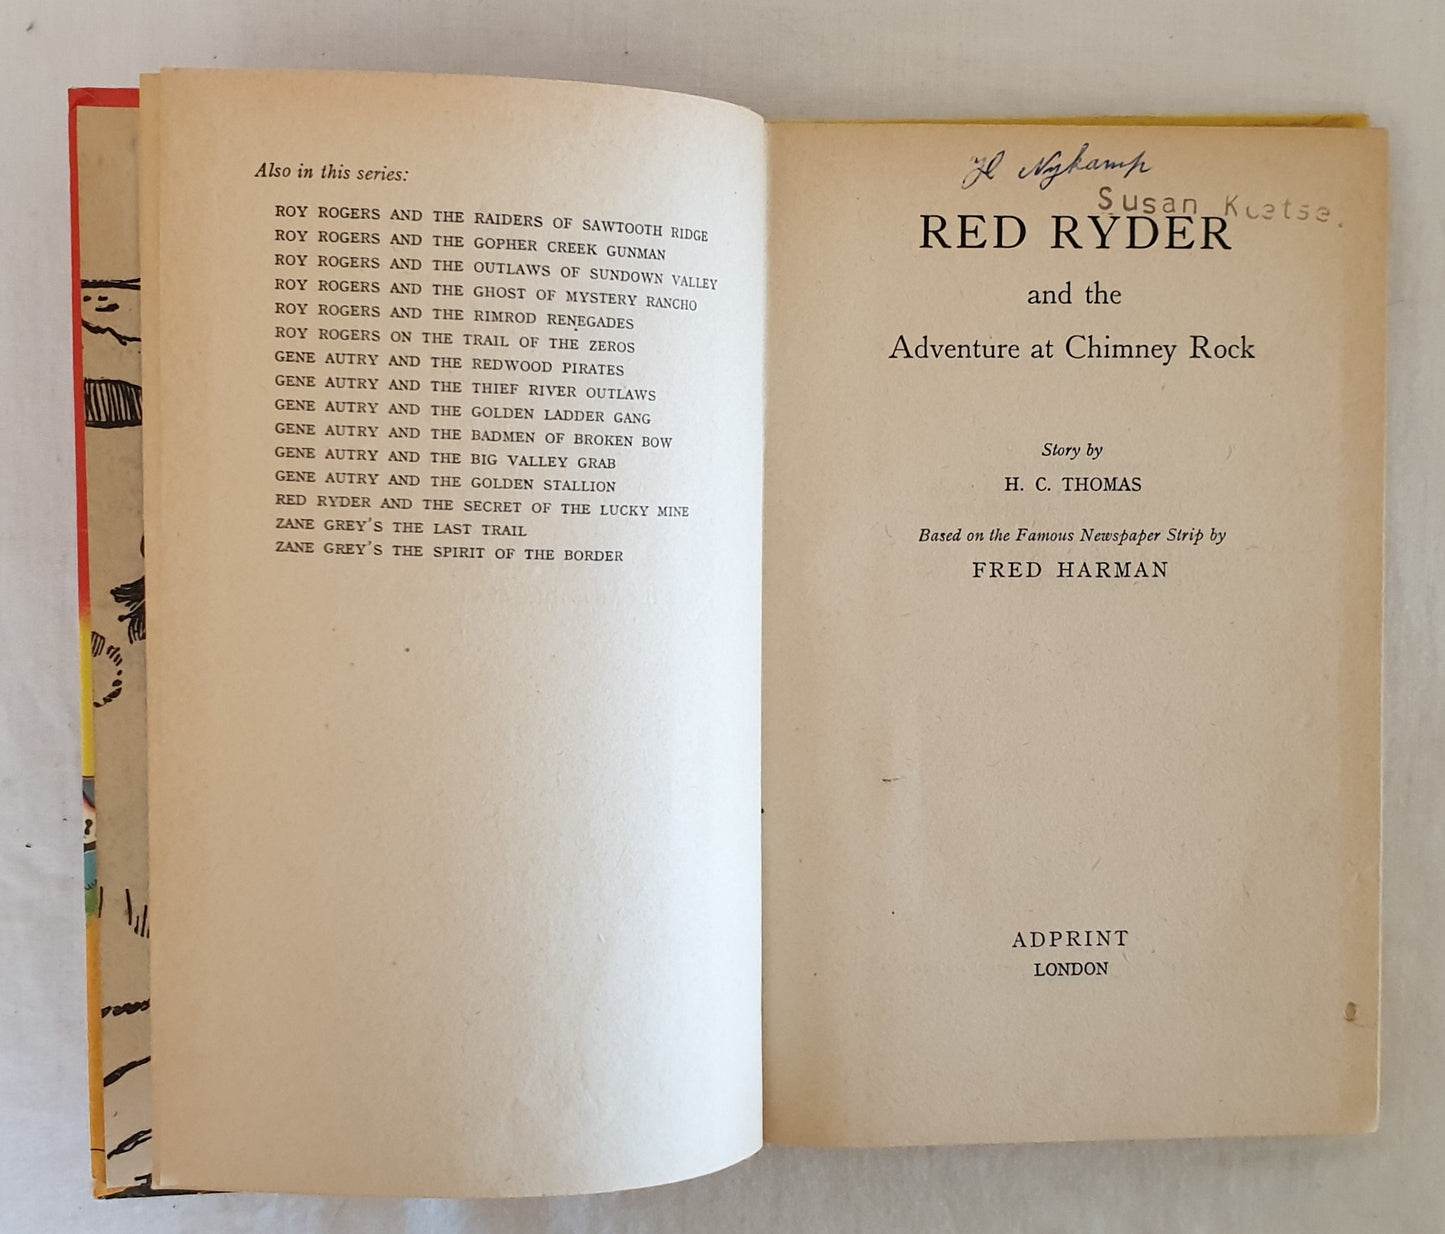 Also in this series:
ROY ROGERS AND THE RAIDERS OF SAWTOOTH RIDGE
ROY ROGERS AND THE GOPHER CREEK GUNMAN
ROY ROGERS AND THE OUTLAWS OF SUNDOWN VALLEY
ROY ROGERS AND THE GHOST OF MYSTERY RANCHO
ROY ROGERS AND THE RIMROD RENEGADES
ROY ROGERS ON THE TRAIL OF THE ZEROS
GENE AUTRY AND THE REDWOOD PIRATES
GENE AUTRY AND THE THIEF RIVER OUTLAWS
GENE AUTRY AND THE GOLDEN LADDER GANG
GENE AUTRY AND THE BADMEN OF BROKEN BOW
GENE AUTRY AND THE BIG VALLEY GRAB
GENE AUTRY AND THE GOLDEN STALLION
RED RYDER AND THE SECRET OF THE LUCKY MINE
ZANE GREY'S THE LAST TRAIL
ZANE GREY'S THE SPIRIT OF THE BORDER
Nykamp
Susan
RED RYDER
and the
Adventure at Chimney Rock
Story by
H. C. THOMAS
Based on the Famous Newspaper Strip by
FRED HARMAN
ADPRINT
LONDON